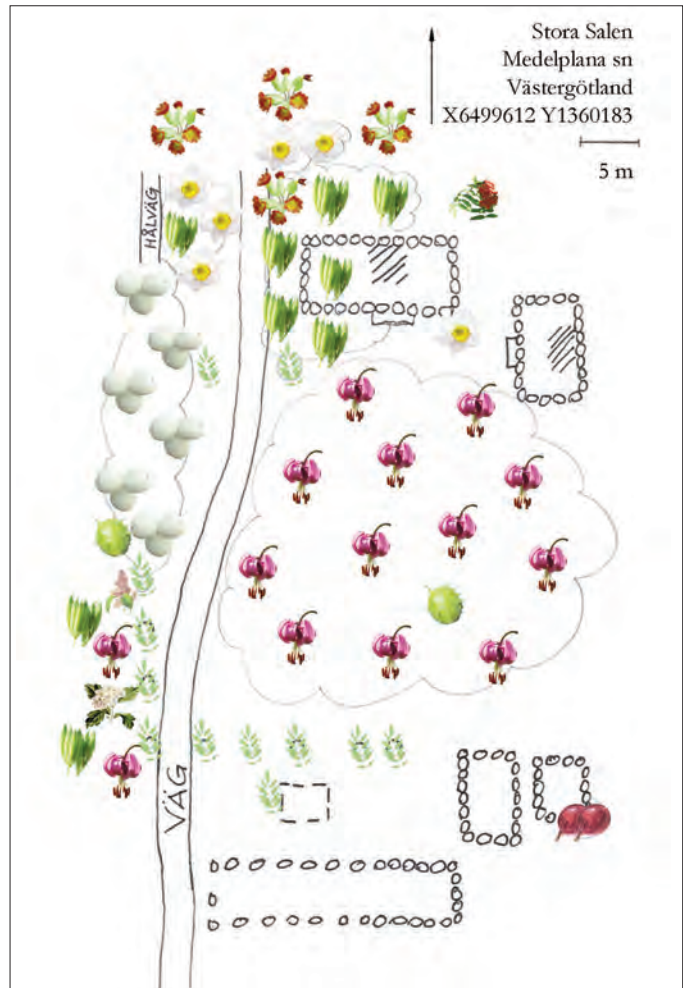 Stora Salen
Medelplana sn
Västergötland
X6499612 Y1360183
5 m
HÅLVÄG
VÄG